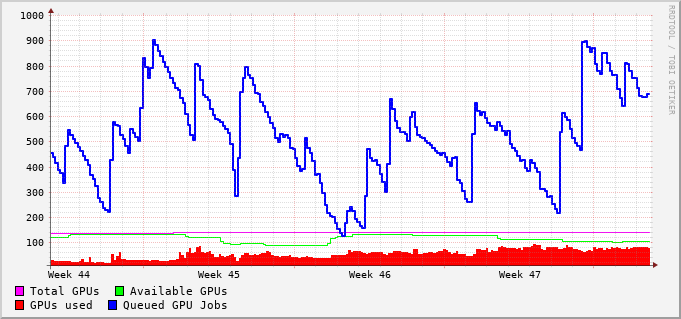 1000
900
800
700
600
500
400
300
200
100
Week 44 Week 45 Week 46 Week 47
Total GPUs Available GPUs
GPUs used Queued GPU Jobs
RRDTOOL / TOBI OETIKER